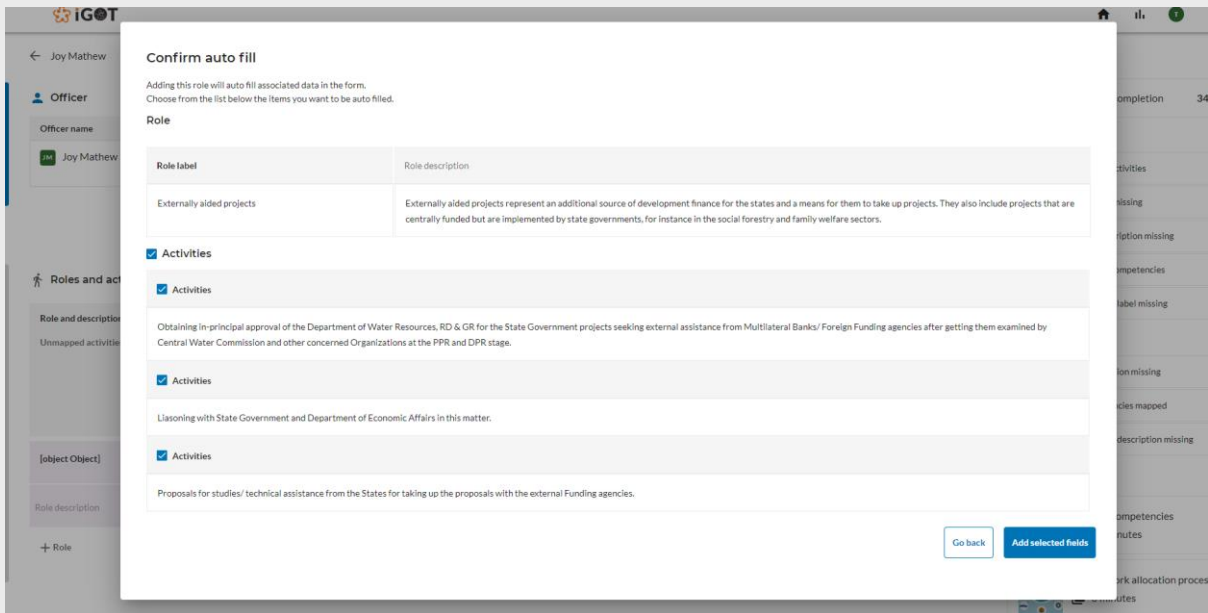 iGOT
T
Joy Mathew
Officer
Officer name
JM Joy Mathew
Roles and act
Role and description
Unmapped activitie
[object Object]
Role description
+ Role
Confirm auto fill
Adding this role will auto fill associated data in the form.
Choose from the list below the items you want to be auto filled.
Role
Role label Role description
Externally aided projects Externally aided projects represent an additional source of development finance for the states and a means for them to take up projects. They also include projects that are
centrally funded but are implemented by state governments, for instance in the social forestry and family welfare sectors.
Activities
Activities
Obtaining in-principal approval of the Department of Water Resources, RD & GR for the State Government projects seeking external assistance from Multilateral Banks/ Foreign Funding agencies after getting them examined by
Central Water Commission and other concerned Organizations at the PPR and DPR stage.
Activities
Liasoning with State Government and Department of Economic Affairs in this matter.
Activities
Proposals for studies/ technical assistance from the States for taking up the proposals with the external Funding agencies.
Go back Add selected fields
ompletion 34
ctivities
missing
ription missing
ompetencies
label missing
ion missing
cies mapped
description missing
ompetencies
nutes
ork allocation proces